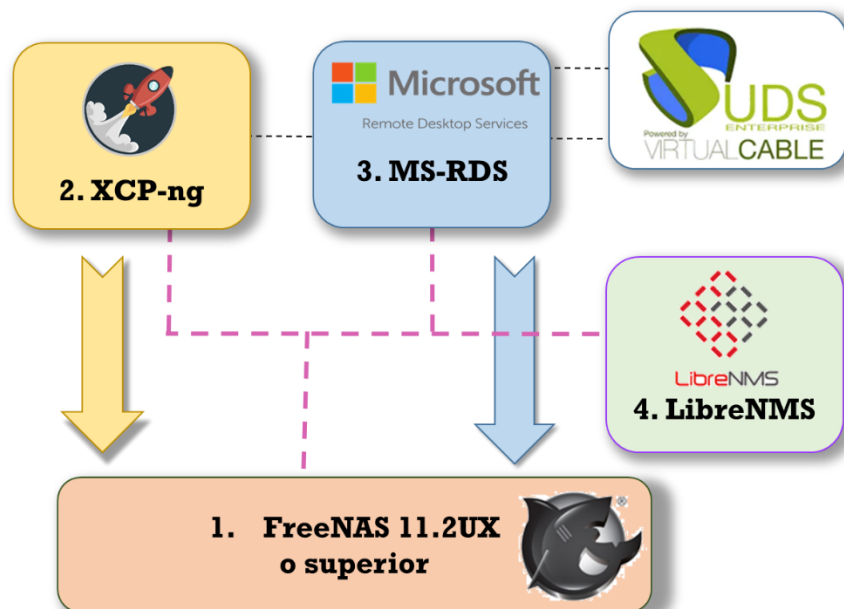 2. XCP-ng
Microsoft
Remote Desktop Services
3. MS-RDS
UDS
ENTERPRISE
Powered by
VIRTUALCABLE
LibreNMS
4. LibreNMS
1. FreeNAS 11.2UX
o superior
®